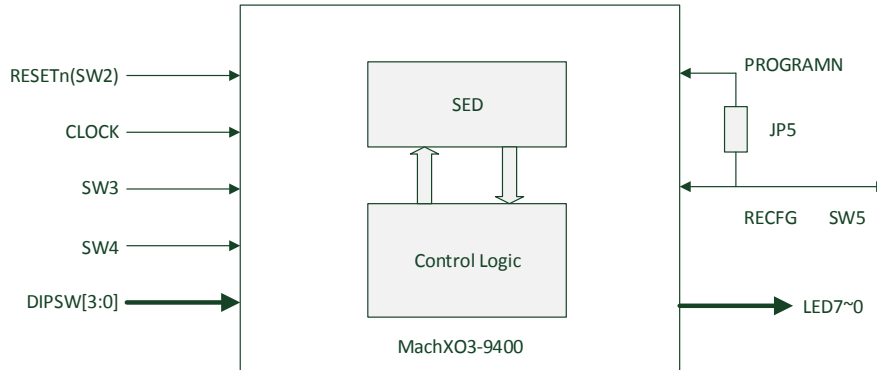 RESETn(SW2)
CLOCK
SW3
SW4
DIPSW[3:0]
SED
Control Logic
MachXO3-9400
PROGRAMN
JP5
RECFG SW5
LED7~0